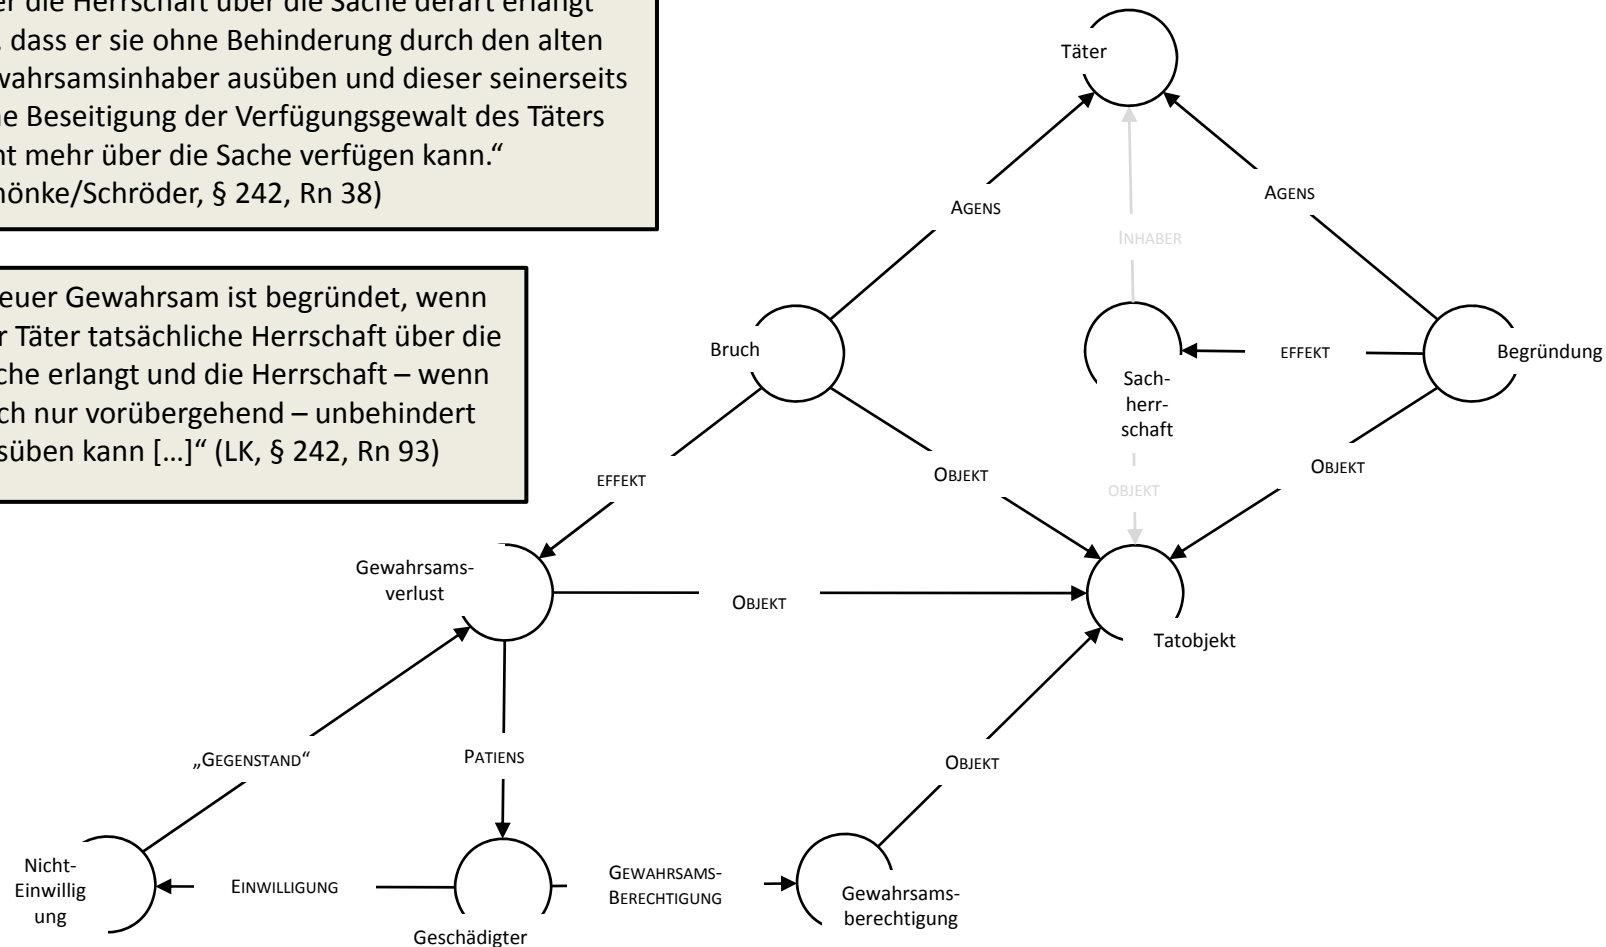 er die Herrschaft über die Sache derart erlangt
dass er sie ohne Behinderung durch den alten
wahrsamsinhaber ausüben und dieser seinerseits
ne Beseitigung der Verfügungsgewalt des Täters
ht mehr über die Sache verfügen kann.“
hönke/Schröder, § 242, Rn 38)
euer Gewahrsam ist begründet, wenn
r Täter tatsächliche Herrschaft über die
che erlangt und die Herrschaft – wenn
ch nur vorübergehend – unbehindert
süben kann [...]“ (LK, § 242, Rn 93)
Täter
AGENS
AGENS
INHABER
Bruch
EFFEKT
Begründung
Sach-
herr-
schaft
EFFEKT
OBJEKT
OBJEKT
OBJEKT
Gewahrsams-
verlust
OBJEKT
Tatobjekt
„GEGENSTAND“
PATIENS
OBJEKT
Nicht-
Einwillig
ung
EINWILLIGUNG
Geschädigter
GEWAHRSAMS-
BERECHTIGUNG
Gewahrsams-
berechtigung